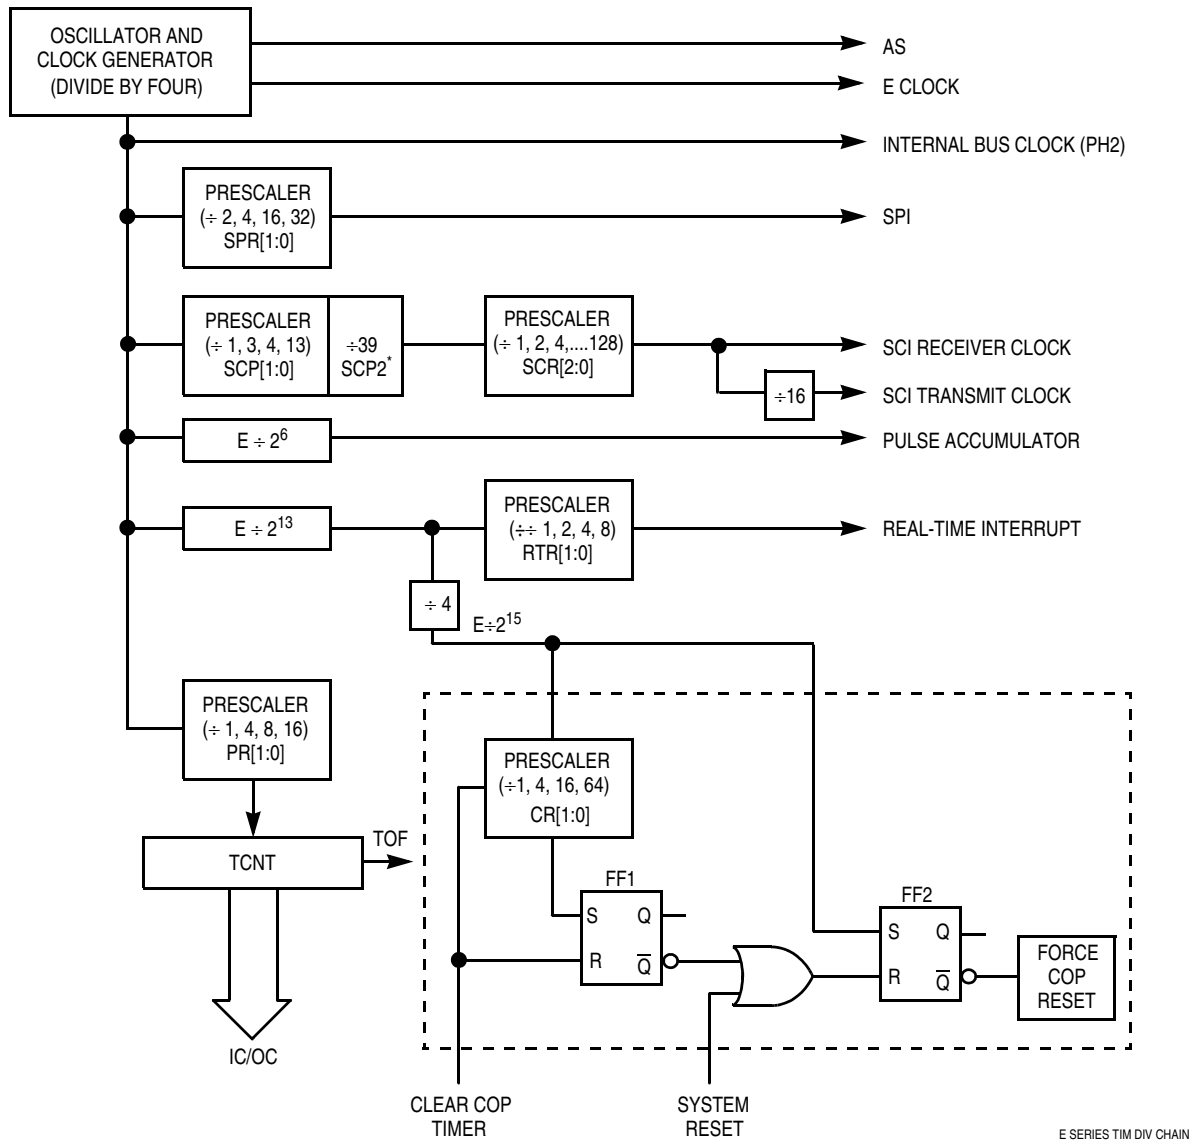 OSCILLATOR AND
CLOCK GENERATOR
(DIVIDE BY FOUR)
AS
E CLOCK
INTERNAL BUS CLOCK (PH2)
PRESCALER
(÷ 2, 4, 16, 32)
SPR[1:0]
SPI
PRESCALER
(÷ 1, 3, 4, 13)
SCP[1:0]
÷39
SCP2*
PRESCALER
(÷ 1, 2, 4,....128)
SCR[2:0]
SCI RECEIVER CLOCK
÷16
SCI TRANSMIT CLOCK
E ÷ 2⁶
PULSE ACCUMULATOR
E ÷ 2¹³
PRESCALER
(÷÷ 1, 2, 4, 8)
RTR[1:0]
REAL-TIME INTERRUPT
÷ 4
E÷2¹⁵
PRESCALER
(÷ 1, 4, 8, 16)
PR[1:0]
PRESCALER
(÷1, 4, 16, 64)
CR[1:0]
TCNT
TOF
FF1
S Q
R Q̅
FF2
S Q
R Q̅
FORCE
COP
RESET
IC/OC
CLEAR COP
TIMER
SYSTEM
RESET
E SERIES TIM DIV CHAIN